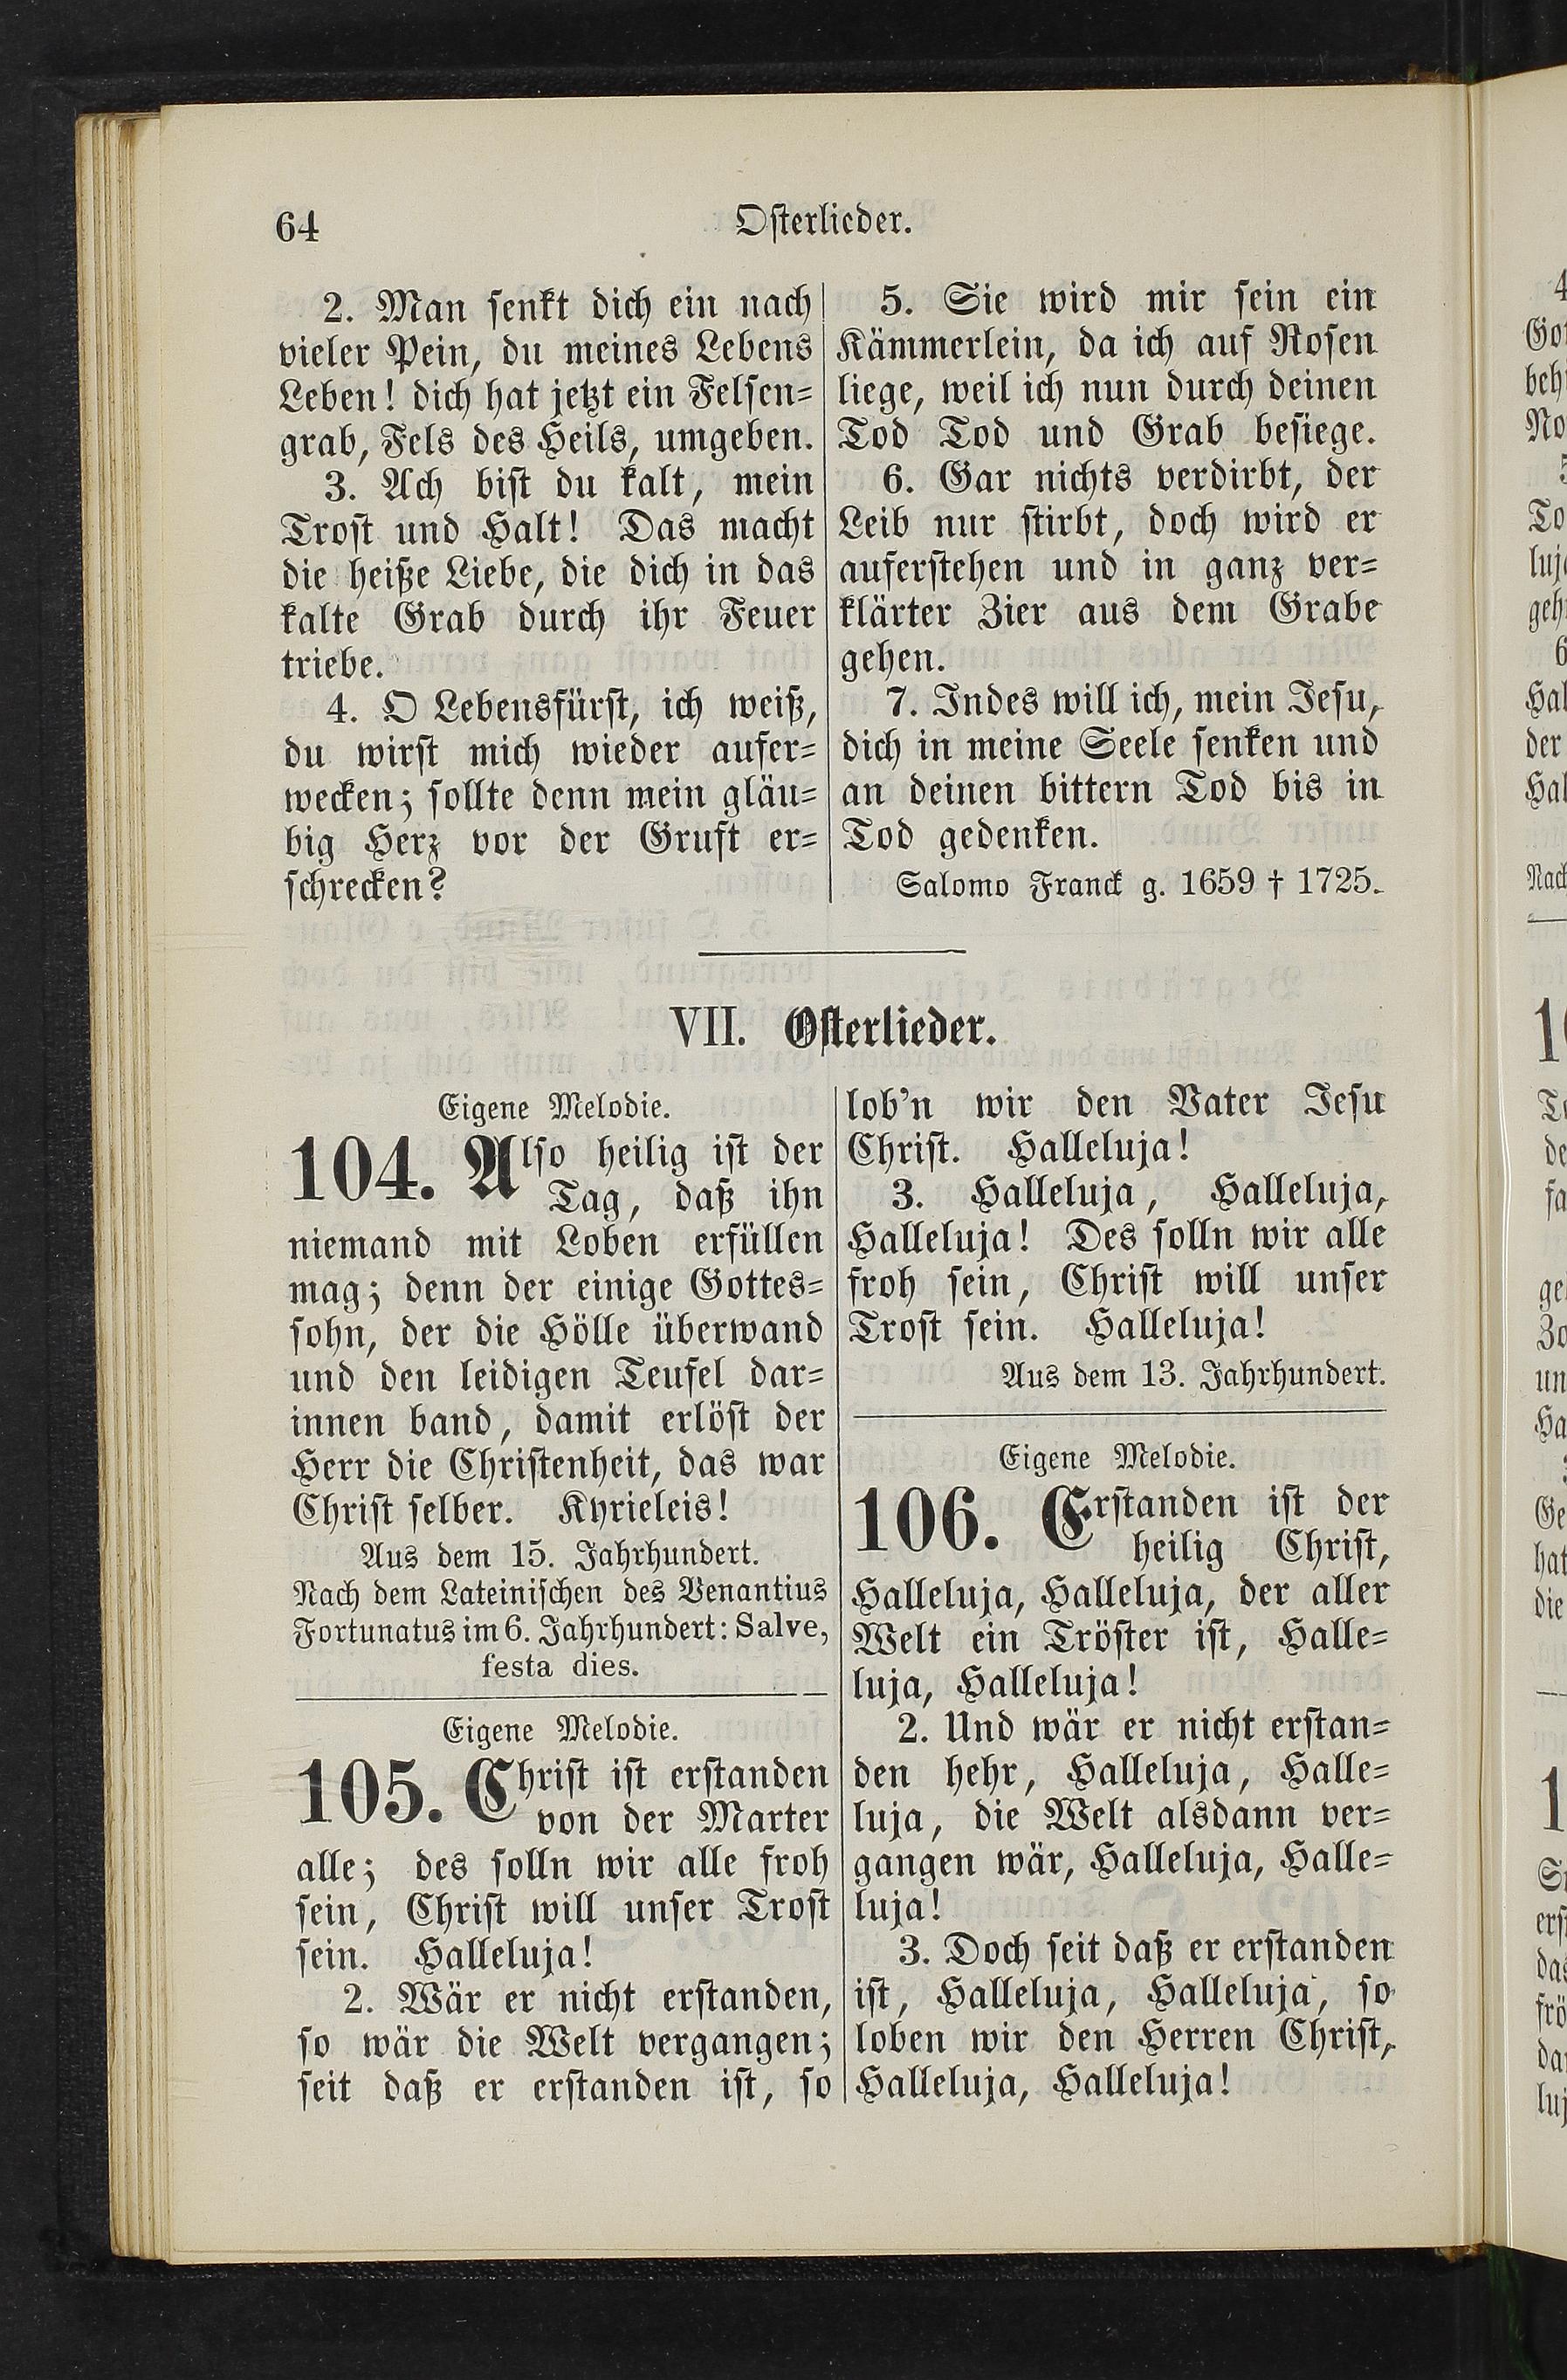 64
Osterlieder.
2. Man senkt dich ein nach
vieler Pein, du meines Lebens
Leben! dich hat jetzt ein Felsen=
grab, Fels des Heils, umgeben.
3. Ach bist du kalt, mein
Trost und Halt! Das macht
die heiße Liebe, die dich in das
kalte Grab durch ihr Feuer
triebe.
4. O Lebensfürst, ich weiß,
du wirst mich wieder aufer=
wecken; sollte denn mein gläu=
big Herz vor der Gruft er=
schrecken?
5. Sie wird mir sein ein
Kämmerlein, da ich auf Rosen
liege, weil ich nun durch deinen
Tod Tod und Grab besiege.
6. Gar nichts verdirbt, der
Leib nur stirbt, doch wird er
auferstehen und in ganz ver=
klärter Zier aus dem Grabe
gehen.
7. Indes will ich, mein Jesu,
dich in meine Seele senken und
an deinen bittern Tod bis in
Tod gedenken.
Salomo Franck g. 1659 † 1725.
VII. Osterlieder.
Eigene Melodie.
104. Also heilig ist der
Tag, daß ihn
niemand mit Loben erfüllen
mag; denn der einige Gottes=
sohn, der die Hölle überwand
und den leidigen Teufel dar=
innen band, damit erlöst der
Herr die Christenheit, das war
Christ selber. Kyrieleis!
Aus dem 15. Jahrhundert.
Nach dem Lateinischen des Venantius
Fortunatus im 6. Jahrhundert: Salve,
festa dies.
Eigene Melodie.
105. Christ ist erstanden
von der Marter
alle; des solln wir alle froh
sein, Christ will unser Trost
sein. Halleluja!
2. Wär er nicht erstanden,
so wär die Welt vergangen;
seit daß er erstanden ist, so
lob'n wir den Vater Jesu
Christ. Halleluja!
3. Halleluja, Halleluja,
Halleluja! Des solln wir alle
froh sein, Christ will unser
Trost sein. Halleluja!
Aus dem 13. Jahrhundert.
Eigene Melodie.
106. Erstanden ist der
heilig Christ,
Halleluja, Halleluja, der aller
Welt ein Tröster ist, Halle=
luja, Halleluja!
2. Und wär er nicht erstan=
den hehr, Halleluja, Halle=
luja, die Welt alsdann ver=
gangen wär, Halleluja, Halle=
luja!
3. Doch seit daß er erstanden
ist, Halleluja, Halleluja, so
loben wir den Herren Christ,
Halleluja, Halleluja!